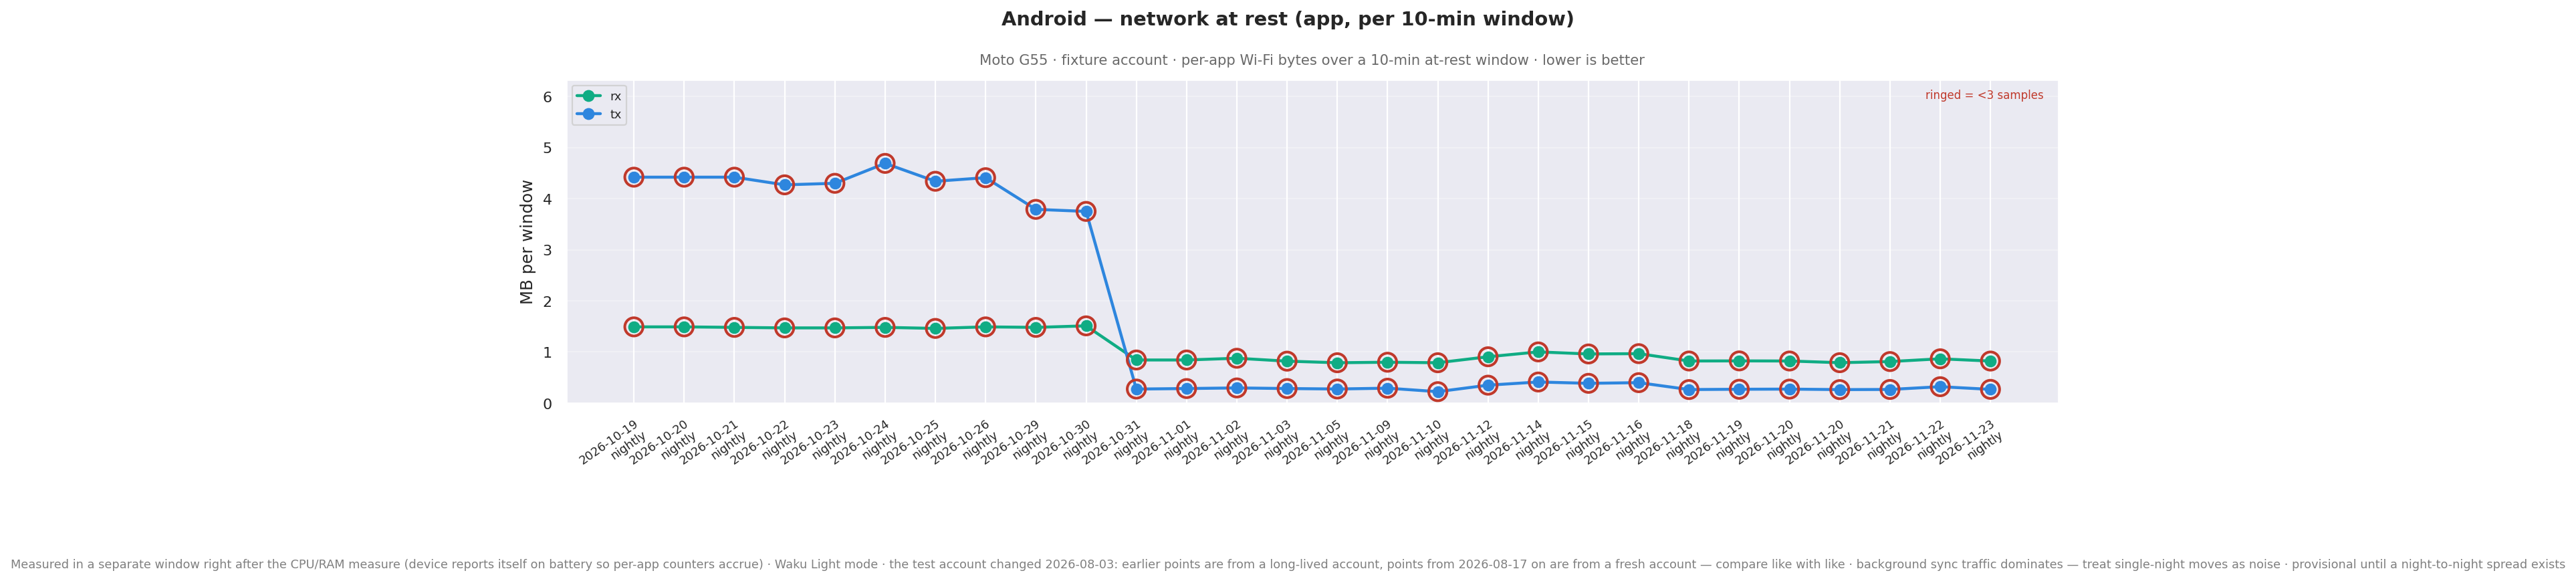 Android — network at rest (app, per 10-min window)
Moto G55 · fixture account · per-app Wi-Fi bytes over a 10-min at-rest window · lower is better
rx
tx
ringed = <3 samples
MB per window
6
5
4
3
2
1
0
2026-10-19
nightly
2026-10-20
nightly
2026-10-21
nightly
2026-10-22
nightly
2026-10-23
nightly
2026-10-24
nightly
2026-10-25
nightly
2026-10-26
nightly
2026-10-29
nightly
2026-10-30
nightly
2026-10-31
nightly
2026-11-01
nightly
2026-11-02
nightly
2026-11-03
nightly
2026-11-05
nightly
2026-11-09
nightly
2026-11-10
nightly
2026-11-12
nightly
2026-11-14
nightly
2026-11-15
nightly
2026-11-16
nightly
2026-11-18
nightly
2026-11-19
nightly
2026-11-20
nightly
2026-11-20
nightly
2026-11-21
nightly
2026-11-22
nightly
2026-11-23
nightly
Measured in a separate window right after the CPU/RAM measure (device reports itself on battery so per-app counters accrue) · Waku Light mode · the test account changed 2026-08-03: earlier points are from a long-lived account, points from 2026-08-17 on are from a fresh account — compare like with like · background sync traffic dominates — treat single-night moves as noise · provisional until a night-to-night spread exists